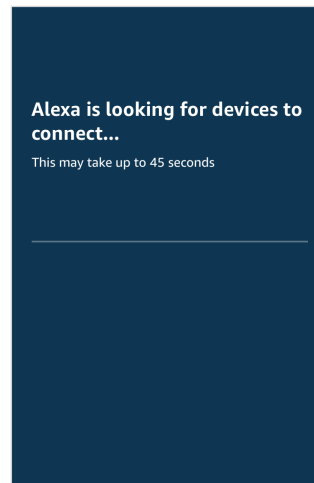 Alexa is looking for devices to
connect...
This may take up to 45 seconds